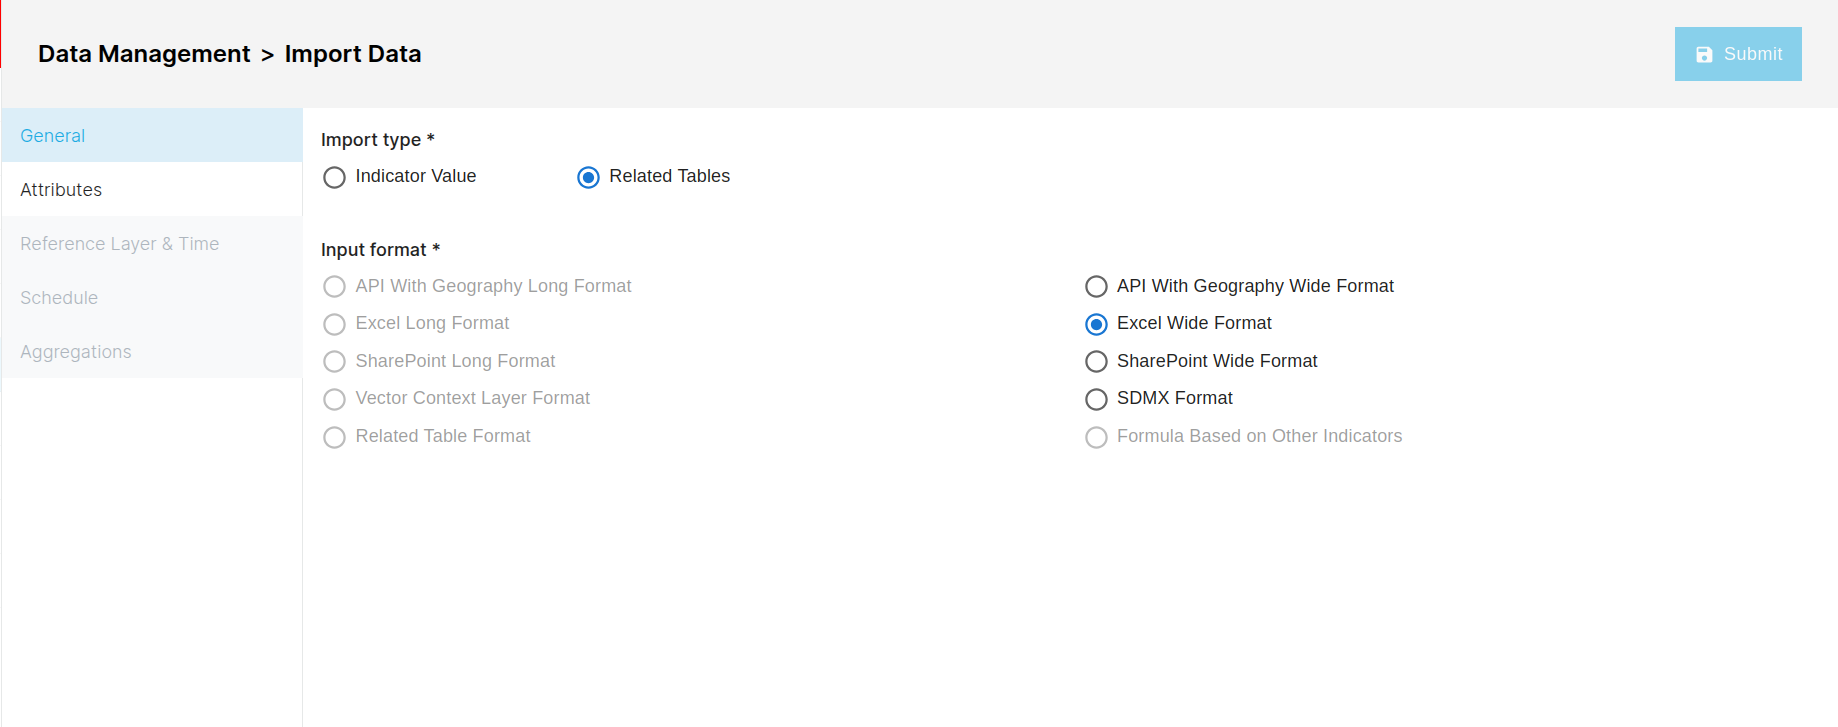 Data Management > Import Data
Submit
General
Attributes
Reference Layer & Time
Schedule
Aggregations
Import type *
Indicator Value
Related Tables
Input format *
API With Geography Long Format
API With Geography Wide Format
Excel Long Format
Excel Wide Format
SharePoint Long Format
SharePoint Wide Format
Vector Context Layer Format
SDMX Format
Related Table Format
Formula Based on Other Indicators